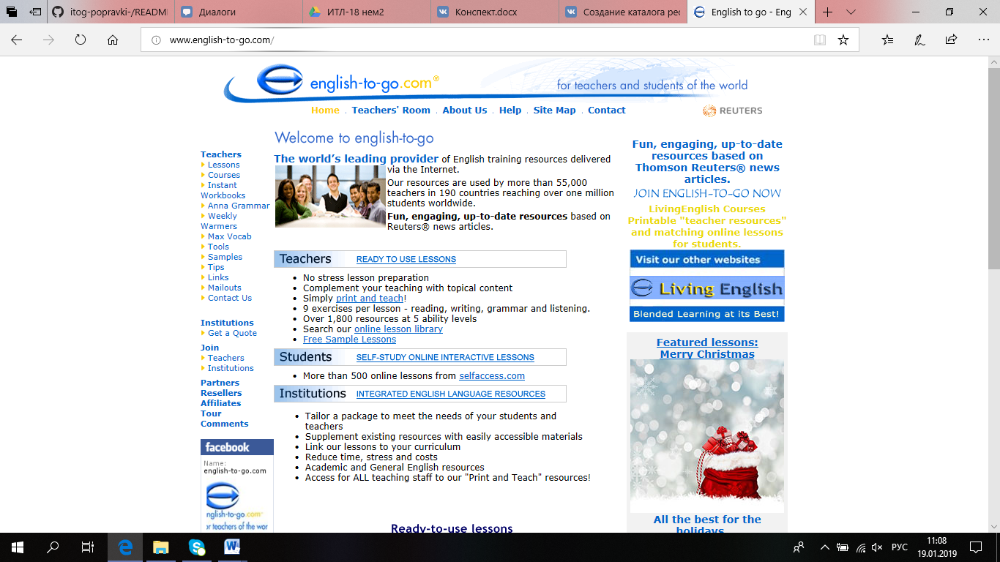 itog-popravki-/READMI
Диалоги
ИТЛ-18 нем2
Конспект.docx
Создание каталога рес
English to go - Eng
www.english-to-go.com/
english-to-go.com®
for teachers and students of the world
Home . Teachers' Room . About Us . Help . Site Map . Contact
REUTERS
Teachers
Lessons
Courses
Instant
Workbooks
Anna Grammar
Weekly
Warmers
Max Vocab
Tools
Samples
Tips
Links
Mailouts
Contact Us
Institutions
Get a Quote
Join
Teachers
Institutions
Partners
Resellers
Affiliates
Tour
Comments
facebook
Name:
english-to-go.com
nglish-to-go.com
or teachers of the wor
Welcome to english-to-go
The world's leading provider of English training resources delivered
via the Internet.
Our resources are used by more than 55,000
teachers in 190 countries reaching over one million
students worldwide.
Fun, engaging, up-to-date resources based on
Reuters® news articles.
Teachers READY TO USE LESSONS
• No stress lesson preparation
• Complement your teaching with topical content
• Simply print and teach!
• 9 exercises per lesson - reading, writing, grammar and listening.
• Over 1,800 resources at 5 ability levels
• Search our online lesson library
• Free Sample Lessons
Students SELF-STUDY ONLINE INTERACTIVE LESSONS
• More than 500 online lessons from selfaccess.com
Institutions INTEGRATED ENGLISH LANGUAGE RESOURCES
• Tailor a package to meet the needs of your students and
teachers
• Supplement existing resources with easily accessible materials
• Link our lessons to your curriculum
• Reduce time, stress and costs
• Academic and General English resources
• Access for ALL teaching staff to our "Print and Teach" resources!
Ready-to-use lessons
Fun, engaging, up-to-date
resources based on
Thomson Reuters® news
articles.
JOIN ENGLISH-TO-GO NOW
LivingEnglish Courses
Printable "teacher resources"
and matching online lessons
for students.
Visit our other websites
Living English
Blended Learning at its Best!
Featured lessons:
Merry Christmas
All the best for the
holidays
РУС
11:08
19.01.2019